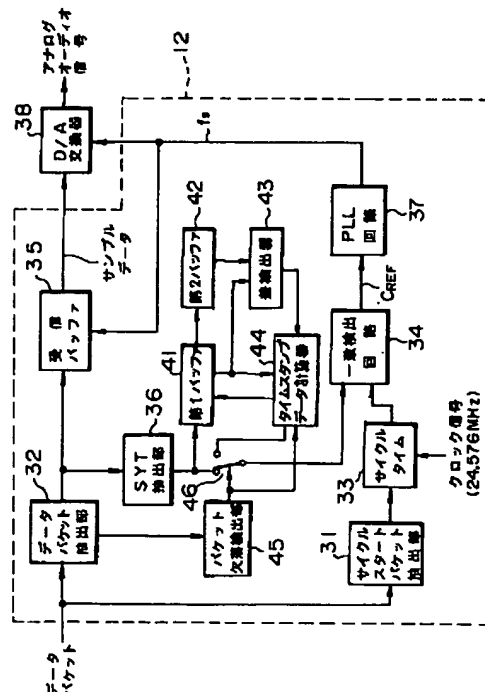 データ
パケット
32
データ
パケット
抽出部
35
受信
バッファ
サンプル
データ
38
D/A
変換器
アナログ
オーディオ
信号
12
fs
36
SYT
抽出部
41
第1バッファ
42
第2バッファ
43
差検出部
44
タイムスタンプ
データ計算器
45
パケット
欠落検出部
46
31
サイクル
スタート
パケット
抽出部
33
サイクル
タイム
クロック信号
(24.576MHz)
34
一致検出
回路
CREF
37
PLL
回路